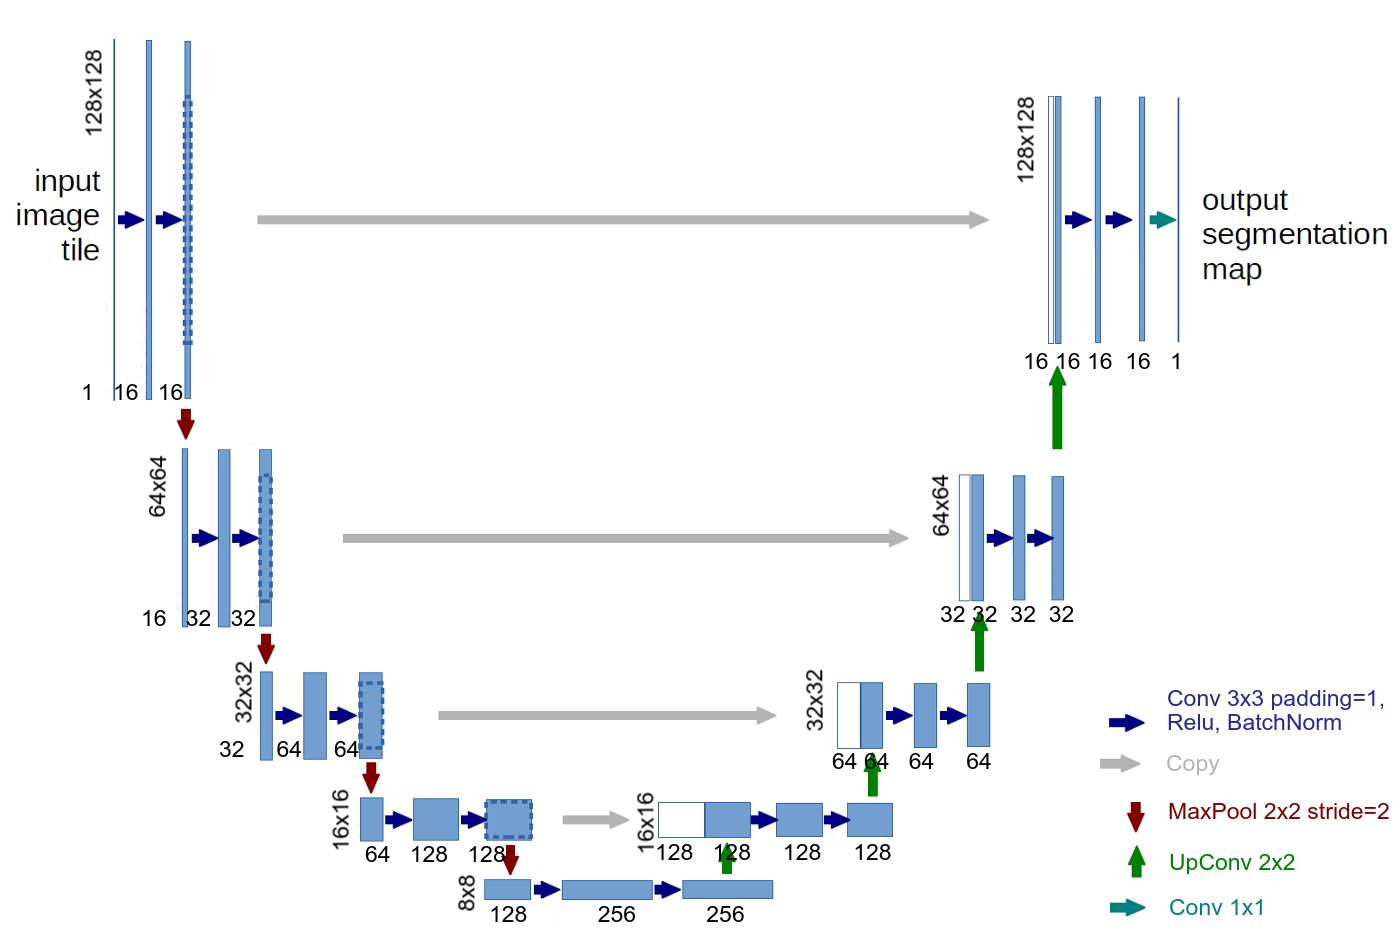 128x128
input
image
tile
1 16 16
128x128
output
segmentation
map
16 16 16 16 1
64x64
16 32 32
64x64
32 32 32 32
32x32
32 64 64
32x32
64 64 64 64
16x16
64 128 128
16x16
128 128 128 128
8x8
128 256 256
Conv 3x3 padding=1,
Relu, BatchNorm
Copy
MaxPool 2x2 stride=2
UpConv 2x2
Conv 1x1